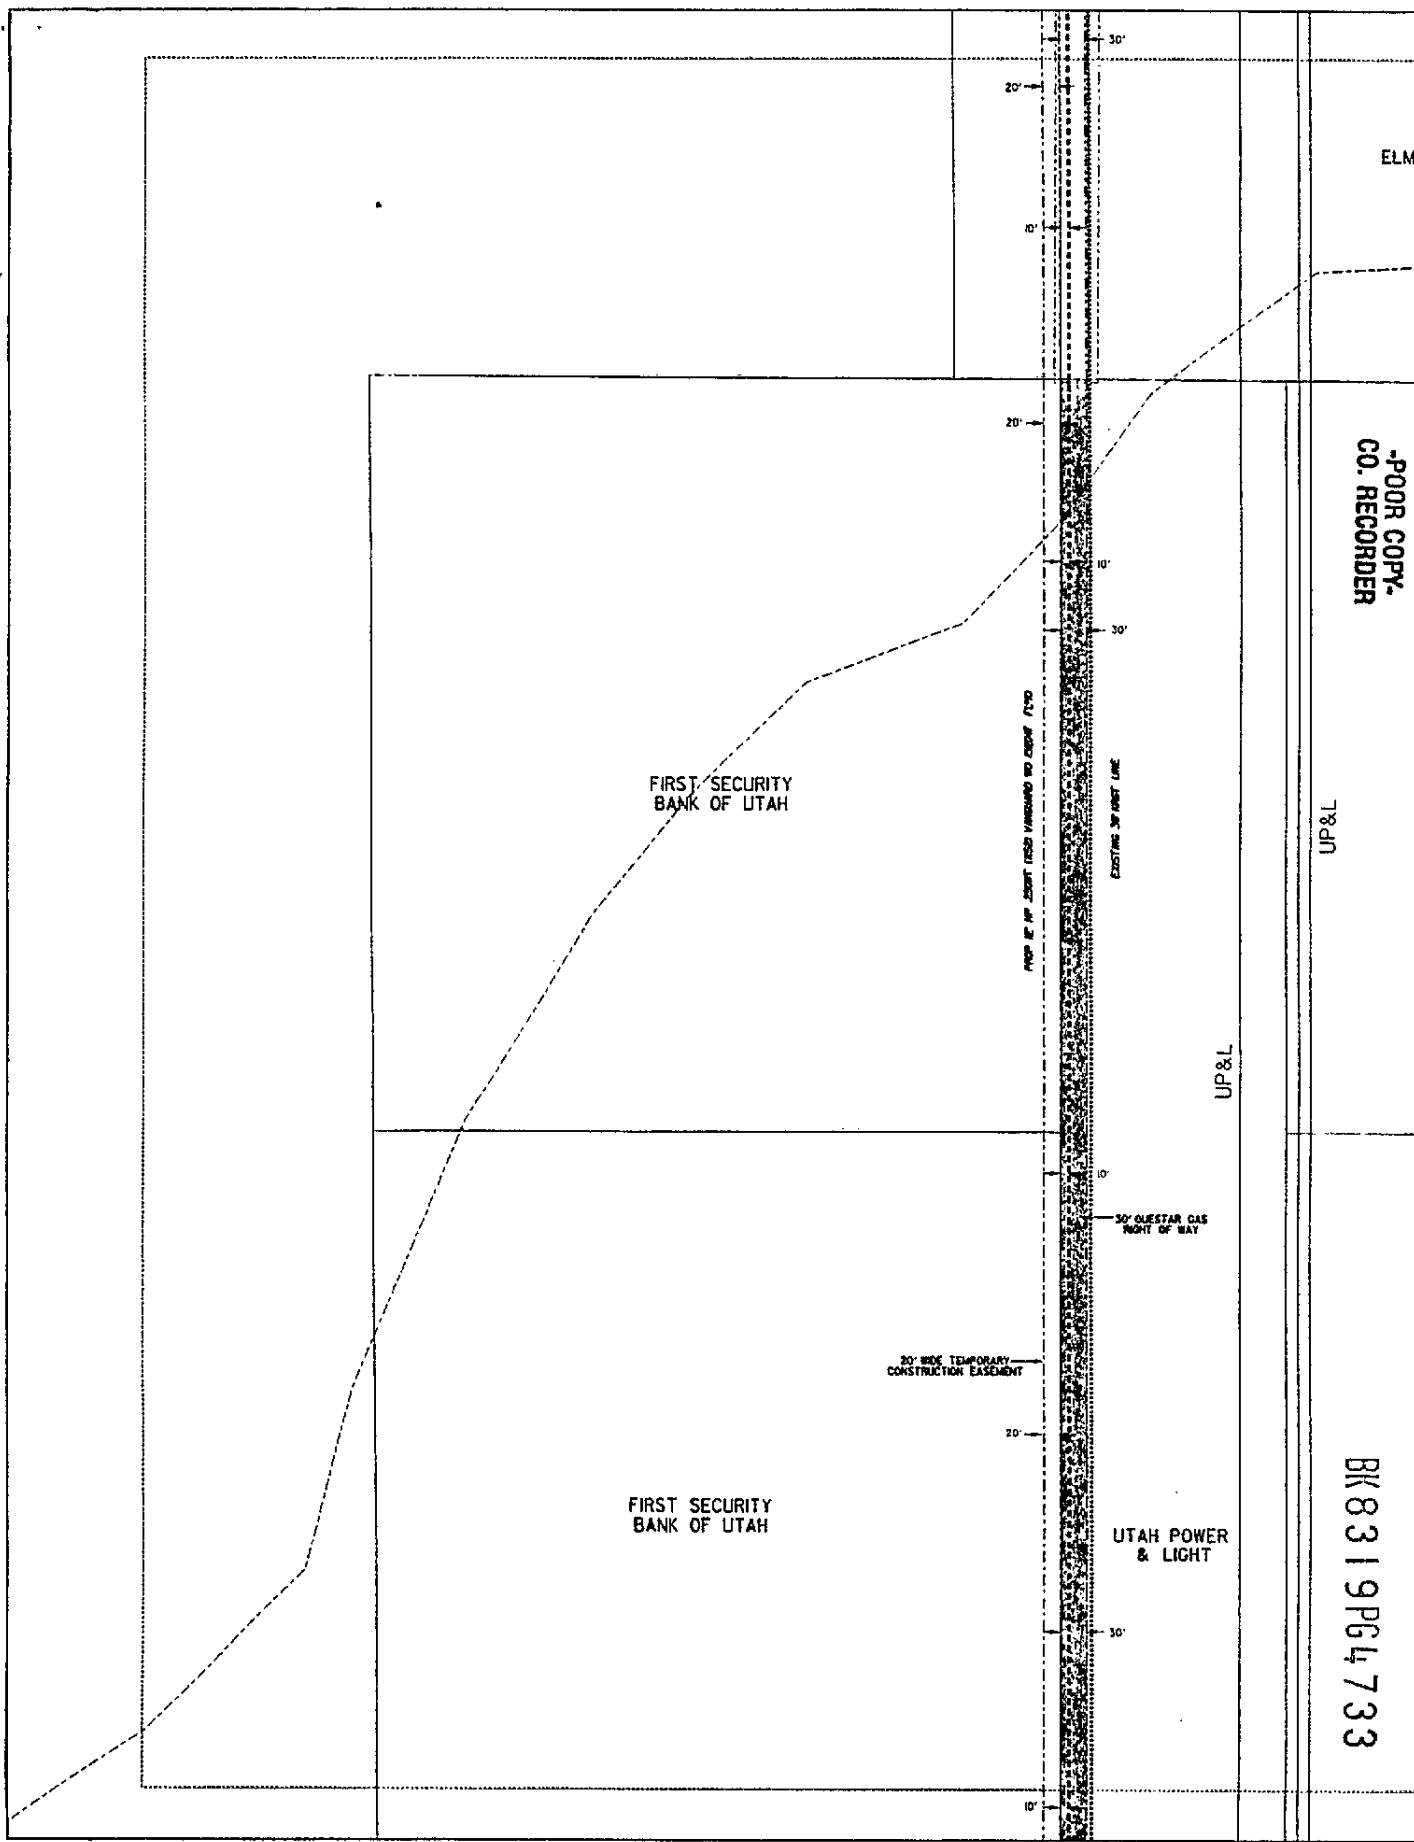 30'
20'
ELM
10'
20'
-POOR COPY-
CO. RECORDER
10'
30'
FIRST SECURITY
BANK OF UTAH
EXISTING LINE
UP&L
UP&L
10'
30' QUESTAR GAS
RIGHT OF WAY
20' WIDE TEMPORARY
CONSTRUCTION EASEMENT
20'
FIRST SECURITY
BANK OF UTAH
UTAH POWER
& LIGHT
BK8319PG4733
30'
10'